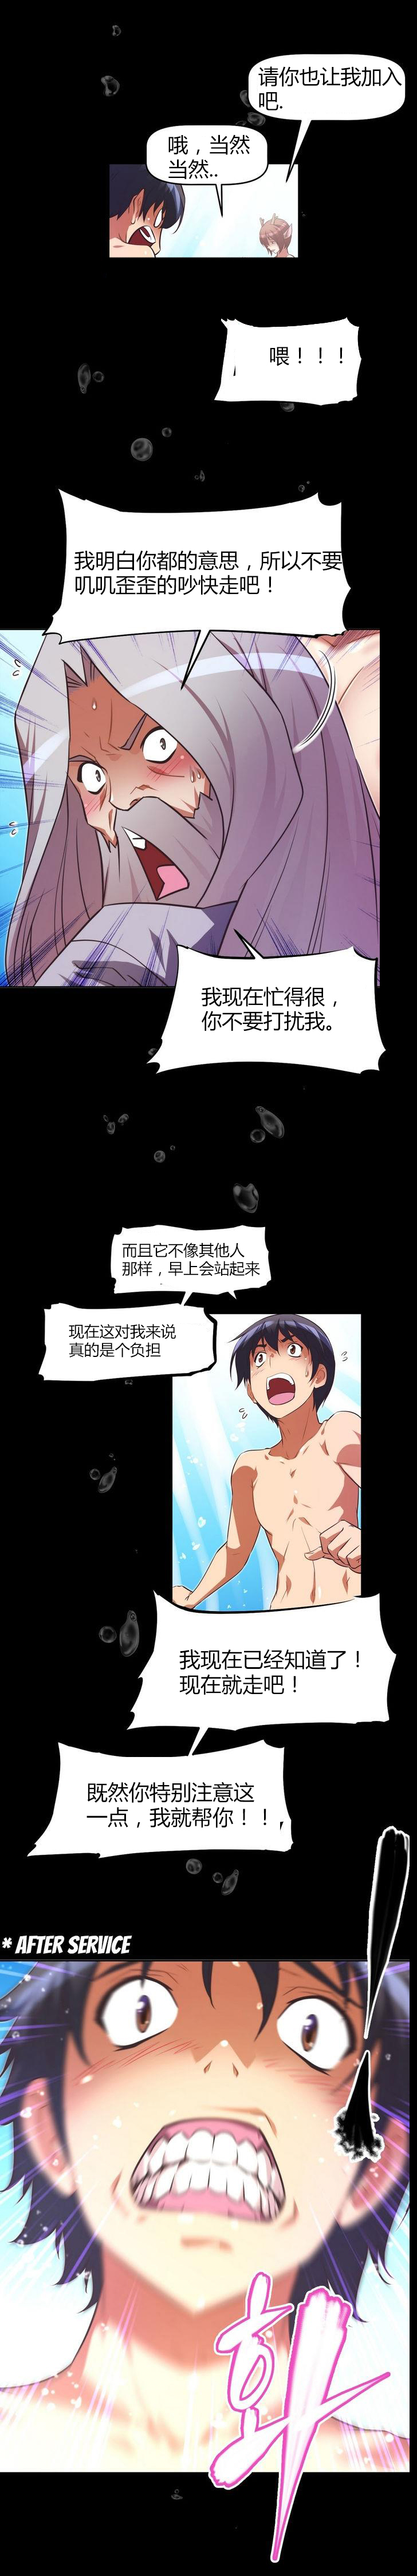 请你也让我加入
吧.
哦，当然
当然..
喂！！！
我明白你都的意思，所以不要
叽叽歪歪的吵快走吧！
我现在忙得很，
你不要打扰我。
而且它不像其他人
那样，早上会站起来
现在这对我来说
真的是个负担
我现在已经知道了！
现在就走吧！
既然你特别注意这
一点，我就帮你！！，
* AFTER SERVICE
화